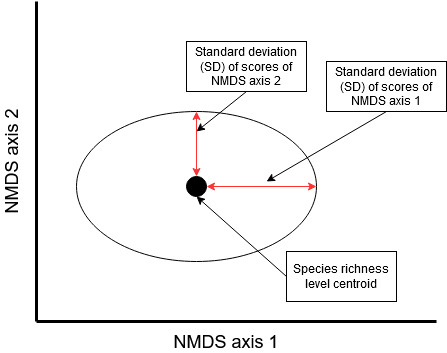 Standard deviation
(SD) of scores of
NMDS axis 2
Standard deviation
(SD) of scores of
NMDS axis 1
NMDS axis 2
Species richness
level centroid
NMDS axis 1